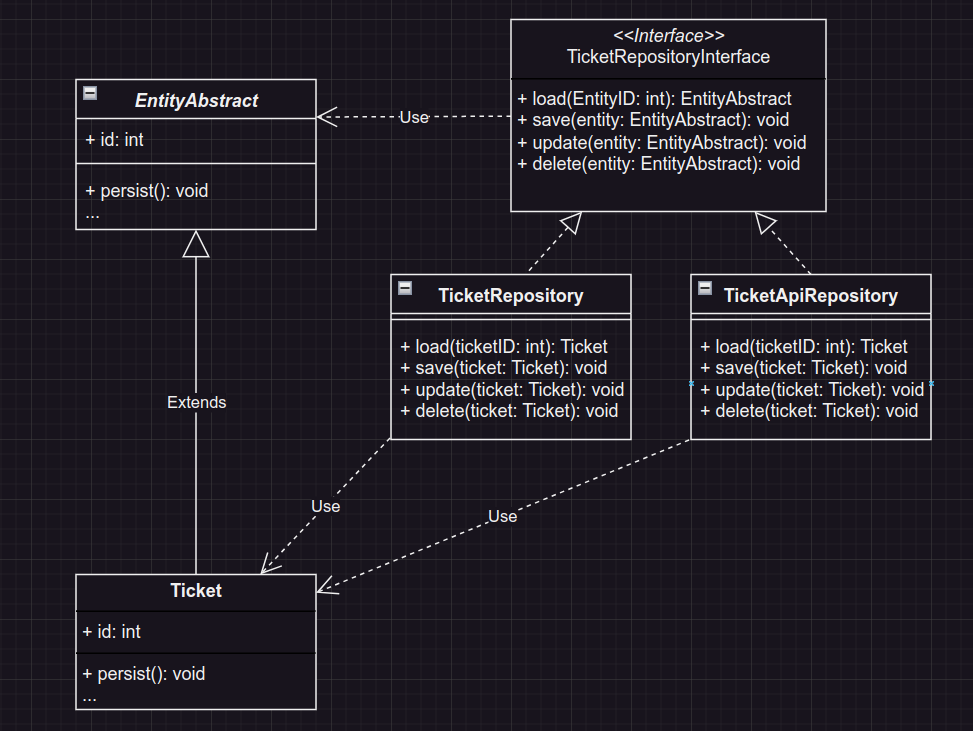 <<Interface>>
TicketRepositoryInterface
+ load(EntityID: int): EntityAbstract
+ save(entity: EntityAbstract): void
+ update(entity: EntityAbstract): void
+ delete(entity: EntityAbstract): void
EntityAbstract
+ id: int
+ persist(): void
...
Use
TicketRepository
+ load(ticketID: int): Ticket
+ save(ticket: Ticket): void
+ update(ticket: Ticket): void
+ delete(ticket: Ticket): void
TicketApiRepository
+ load(ticketID: int): Ticket
+ save(ticket: Ticket): void
+ update(ticket: Ticket): void
+ delete(ticket: Ticket): void
Extends
Use
Use
Ticket
+ id: int
+ persist(): void
...